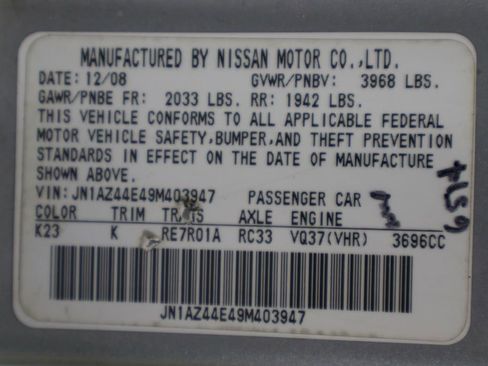 MANUFACTURED BY NISSAN MOTOR CO.,LTD.
DATE: 12/08 GVWR/PNBV: 3968 LBS.
GAWR/PNBE FR: 2033 LBS. RR: 1942 LBS.
THIS VEHICLE CONFORMS TO ALL APPLICABLE FEDERAL
MOTOR VEHICLE SAFETY,BUMPER,AND THEFT PREVENTION
STANDARDS IN EFFECT ON THE DATE OF MANUFACTURE
SHOWN ABOVE.
VIN:JN1AZ44E49M403947 PASSENGER CAR
COLOR TRIM TRANS AXLE ENGINE
K23 K RE7R01A RC33 VQ37(VHR) 3696CC
JN1AZ44E49M403947